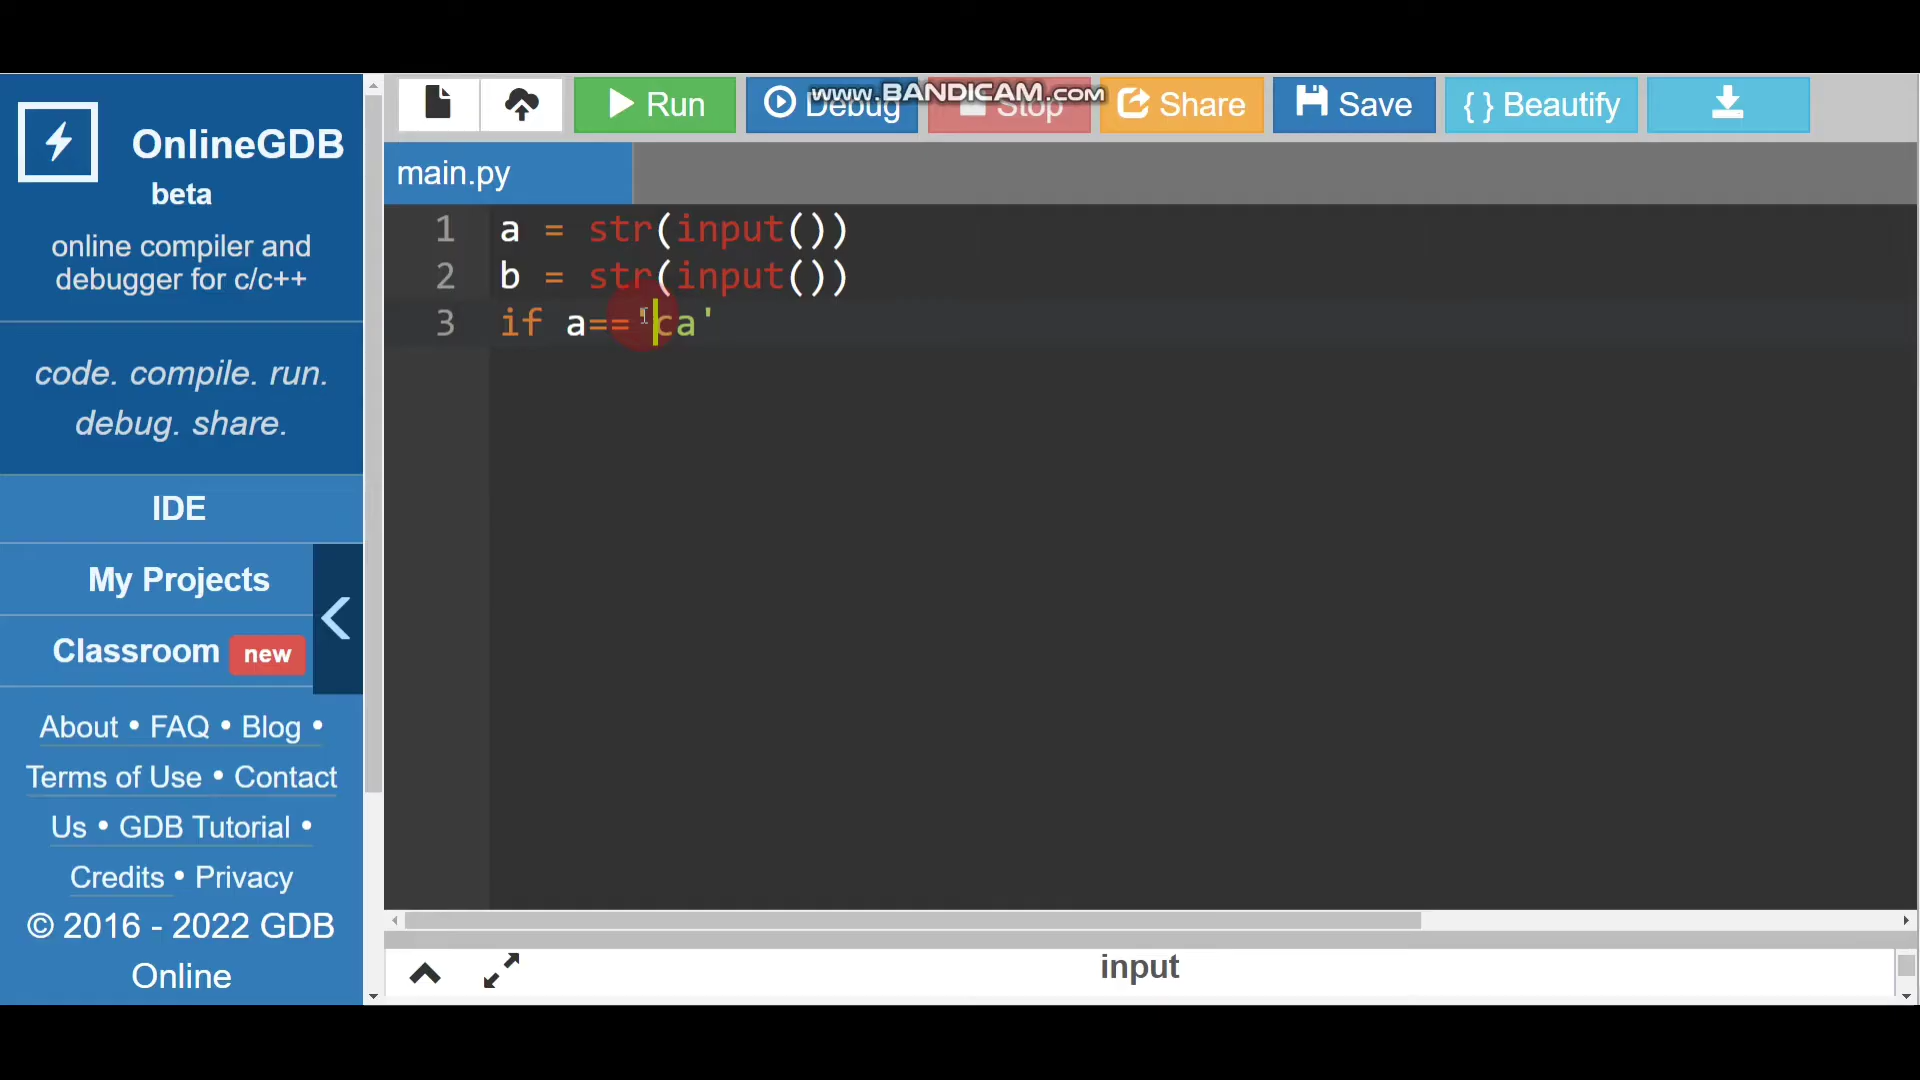 www.BANDICAM.com
Run
Debug
Stop
Share
Save
{ } Beautify
OnlineGDB
beta
online compiler and
debugger for c/c++
code. compile. run.
debug. share.
IDE
My Projects
Classroom new
About • FAQ • Blog •
Terms of Use • Contact
Us • GDB Tutorial •
Credits • Privacy
© 2016 - 2022 GDB
Online
main.py
1 a = str(input())
2 b = str(input())
3 if a=='ca'
input